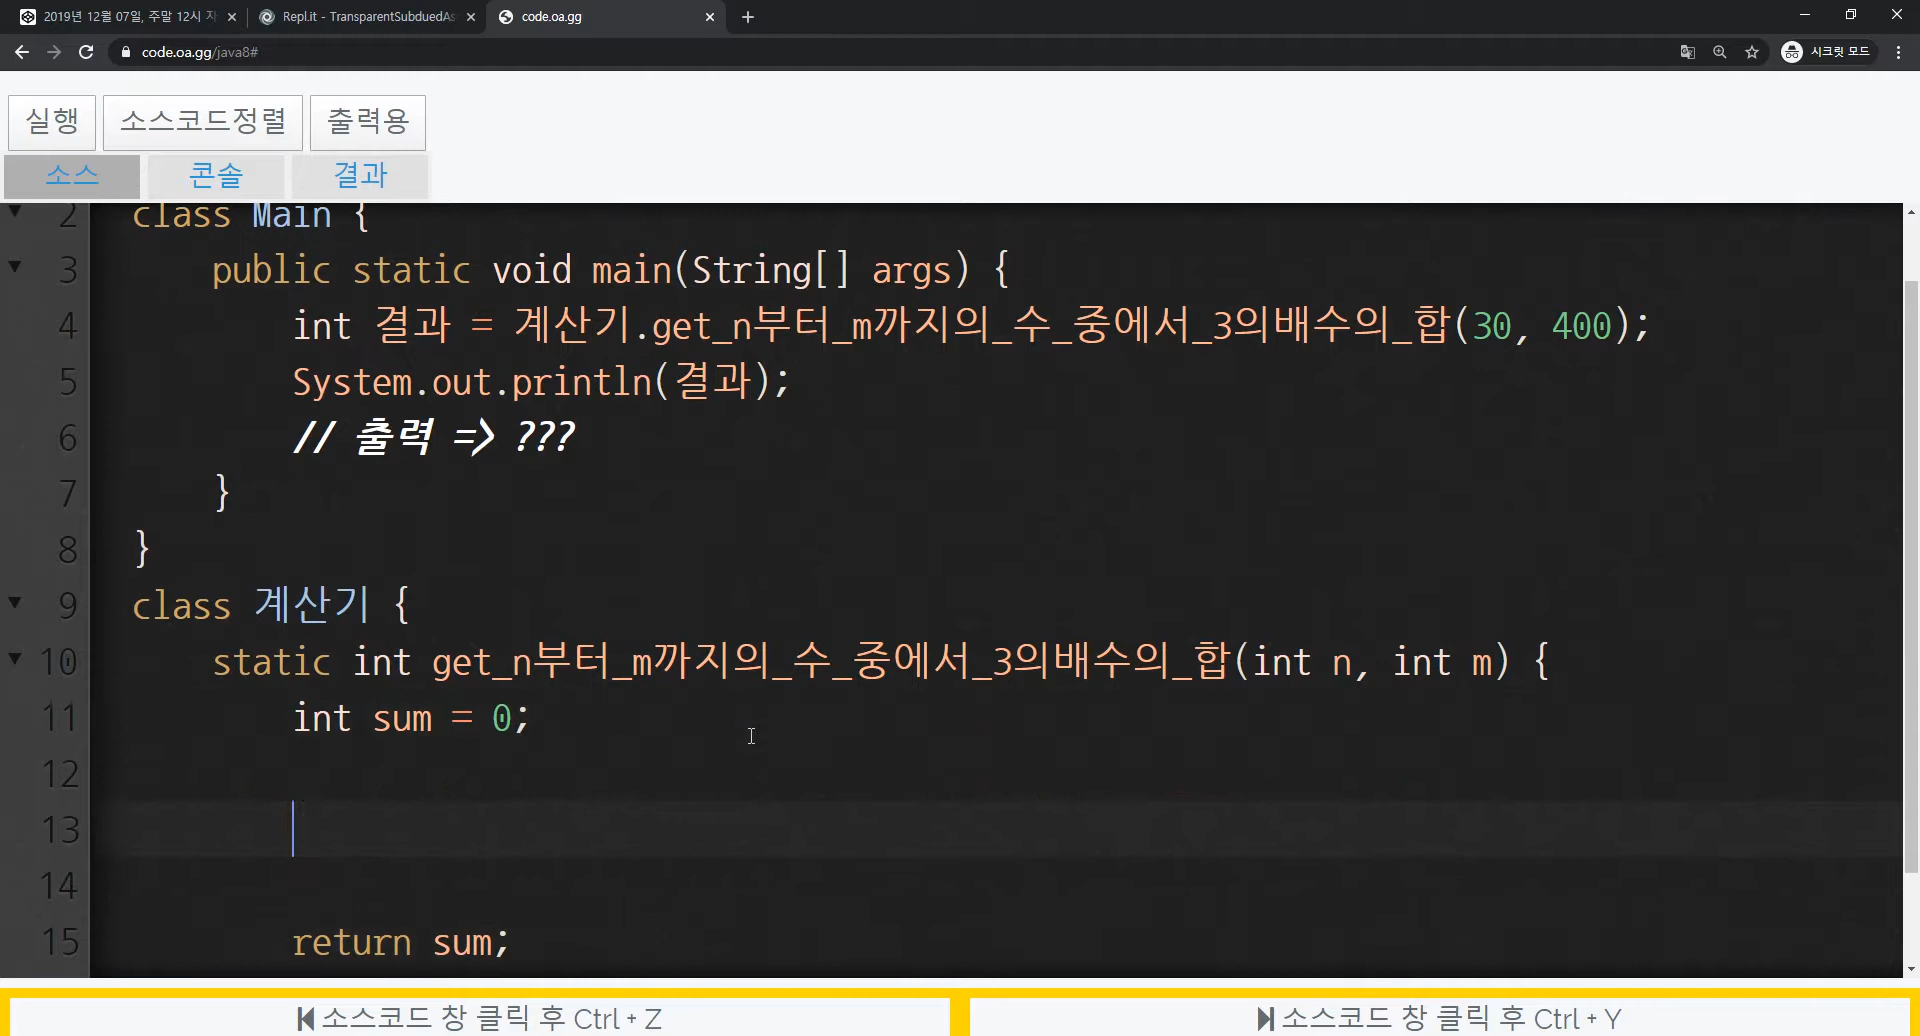 2019년 12월 07일, 주말 12시 자
Repl.it - TransparentSubduedAs
code.oa.gg
code.oa.gg/java8#
시크릿 모드
실행 소스코드정렬 출력용
소스 콘솔 결과
2 class Main {
3 public static void main(String[] args) {
4 int 결과 = 계산기.get_n부터_m까지의_수_중에서_3의배수의_합(30, 400);
5 System.out.println(결과);
6 // 출력 => ???
7 }
8 }
9 class 계산기 {
10 static int get_n부터_m까지의_수_중에서_3의배수의_합(int n, int m) {
11 int sum = 0;
12
13
14
15 return sum;
소스코드 창 클릭 후 Ctrl + Z
소스코드 창 클릭 후 Ctrl + Y